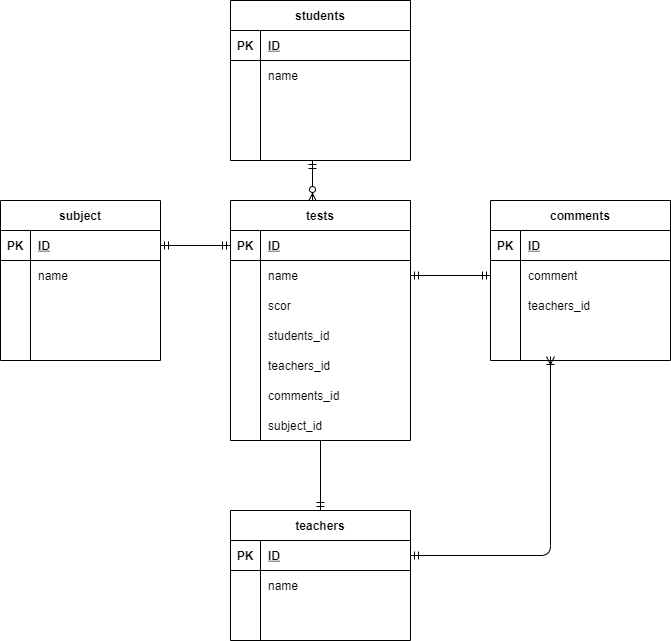 students
PK ID
name
subject
PK ID
name
tests
PK ID
name
scor
students_id
teachers_id
comments_id
subject_id
comments
PK ID
comment
teachers_id
teachers
PK ID
name